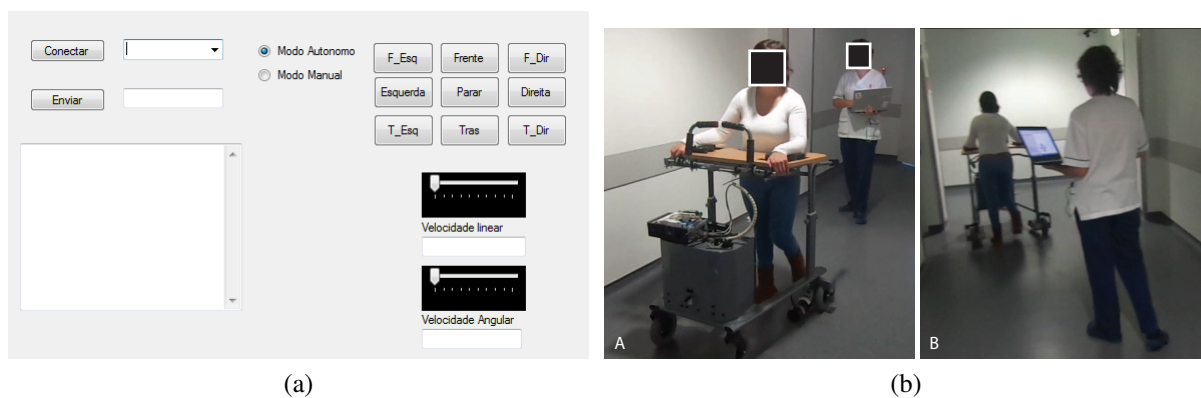 Conectar
Enviar
Modo Autonomo
Modo Manual
F_Esq Frente F_Dir
Esquerda Parar Direita
T_Esq Tras T_Dir
Velocidade linear
Velocidade Angular
A
B
(a)
(b)